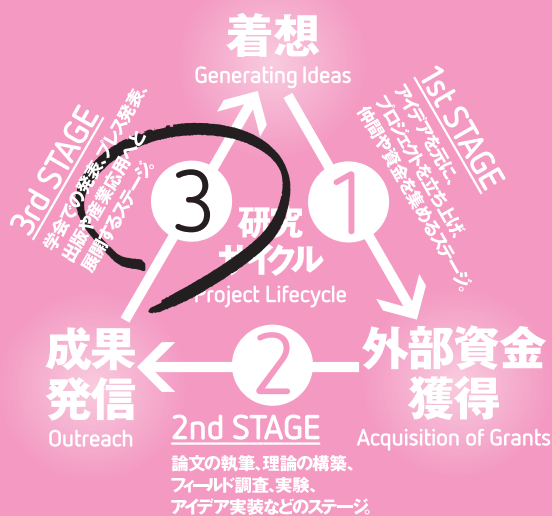 着想
Generating Ideas
1st STAGE
アイデアを元に、
プロジェクトを立ち上げ
仲間や資金を集めるステージ。
3rd STAGE
学会での発表、プレス発表、
出版や産業応用へと
展開するステージ。
3
1
研究
サイクル
Project Lifecycle
成果
発信
Outreach
2
外部資金
獲得
Acquisition of Grants
2nd STAGE
論文の執筆、理論の構築、
フィールド調査、実験、
アイデア実装などのステージ。